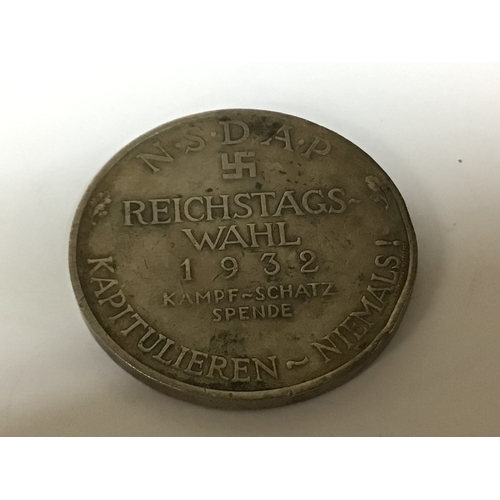 N·S·D·A·P
REICHSTAGS~
WAHL
1932
KAMPF~SCHATZ
SPENDE
KAPITULIEREN ~ NIEMALS!